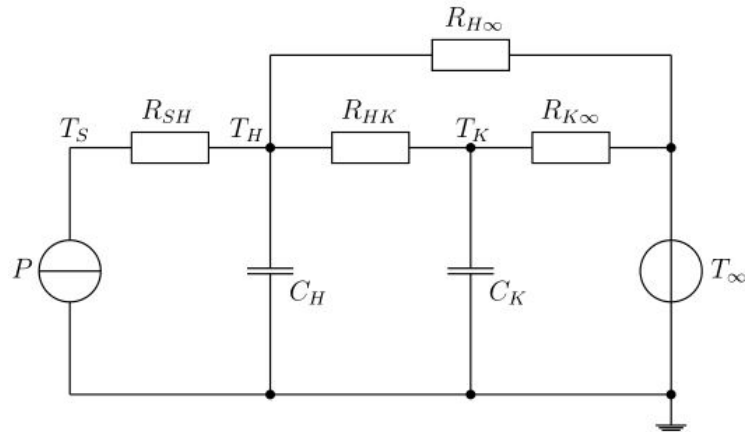 R_{H∞}
R_{SH} R_{HK} R_{K∞}
T_S T_H T_K
P C_H C_K T_∞